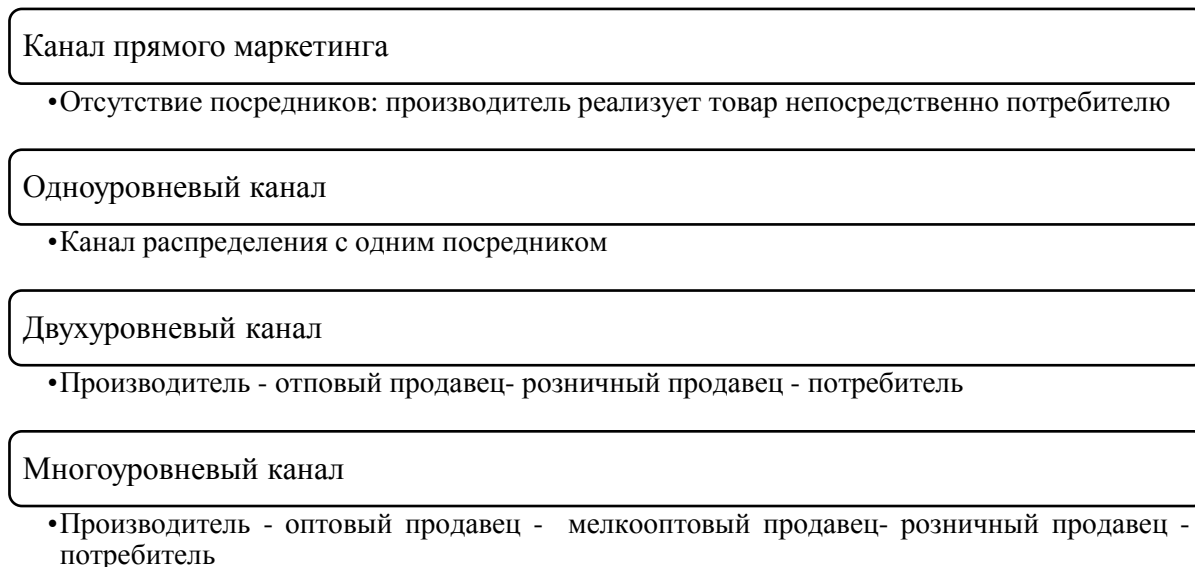 Канал прямого маркетинга
•Отсутствие посредников: производитель реализует товар непосредственно потребителю
Одноуровневый канал
•Канал распределения с одним посредником
Двухуровневый канал
•Производитель - отповый продавец- розничный продавец - потребитель
Многоуровневый канал
•Производитель - оптовый продавец - мелкооптовый продавец- розничный продавец -
потребитель